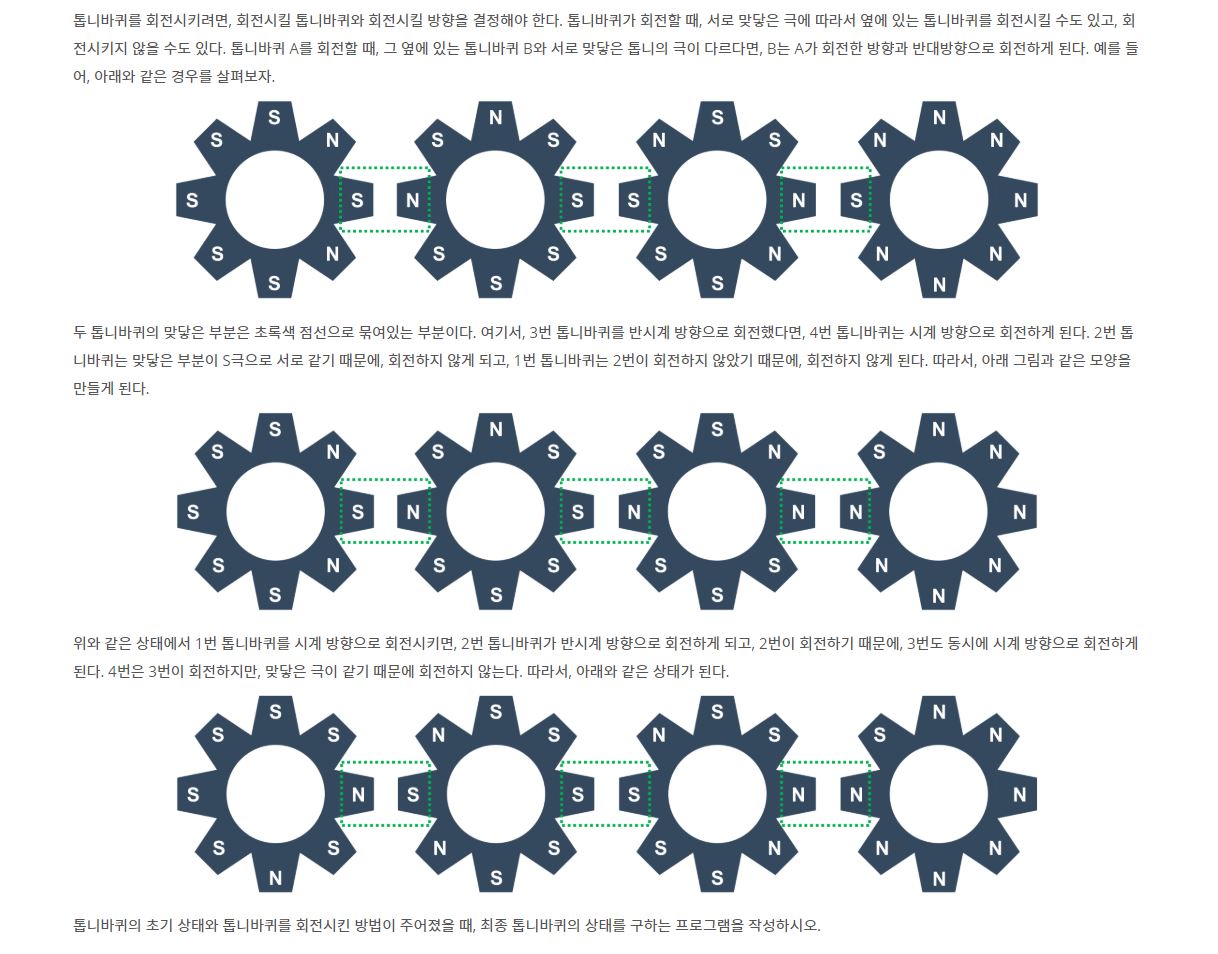 톱니바퀴를 회전시키려면, 회전시킬 톱니바퀴와 회전시킬 방향을 결정해야 한다. 톱니바퀴가 회전할 때, 서로 맞닿은 극에 따라서 옆에 있는 톱니바퀴를 회전시킬 수도 있고, 회
전시키지 않을 수도 있다. 톱니바퀴 A를 회전할 때, 그 옆에 있는 톱니바퀴 B와 서로 맞닿은 톱니의 극이 다르다면, B는 A가 회전한 방향과 반대방향으로 회전하게 된다. 예를 들
어, 아래와 같은 경우를 살펴보자.
S N S N
S N S S N S N N
S S N S S N S N
S N S S S N N N
S S S N
두 톱니바퀴의 맞닿은 부분은 초록색 점선으로 묶여있는 부분이다. 여기서, 3번 톱니바퀴를 반시계 방향으로 회전했다면, 4번 톱니바퀴는 시계 방향으로 회전하게 된다. 2번 톱
니바퀴는 맞닿은 부분이 S극으로 서로 같기 때문에, 회전하지 않게 되고, 1번 톱니바퀴는 2번이 회전하지 않았기 때문에, 회전하지 않게 된다. 따라서, 아래 그림과 같은 모양을
만들게 된다.
S N S N
S N S S S N S N
S S N S N N N N
S N S S S S N N
S S S N
위와 같은 상태에서 1번 톱니바퀴를 시계 방향으로 회전시키면, 2번 톱니바퀴가 반시계 방향으로 회전하게 되고, 2번이 회전하기 때문에, 3번도 동시에 시계 방향으로 회전하게
된다. 4번은 3번이 회전하지만, 맞닿은 극이 같기 때문에 회전하지 않는다. 따라서, 아래와 같은 상태가 된다.
S S S N
S S N S N S S N
S N S S S N N N
S S N S S N N N
N S S N
톱니바퀴의 초기 상태와 톱니바퀴를 회전시킨 방법이 주어졌을 때, 최종 톱니바퀴의 상태를 구하는 프로그램을 작성하시오.